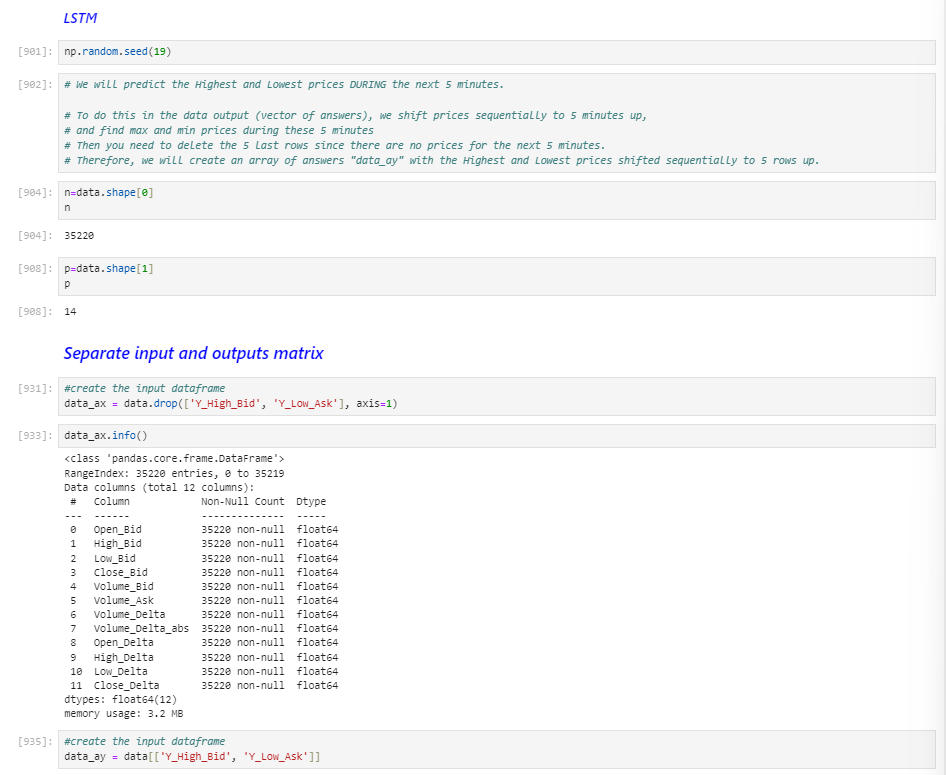 LSTM
[901]: np.random.seed(19)
[902]: # We will predict the Highest and Lowest prices DURING the next 5 minutes.
# To do this in the data output (vector of answers), we shift prices sequentially to 5 minutes up,
# and find max and min prices during these 5 minutes
# Then you need to delete the 5 last rows since there are no prices for the next 5 minutes.
# Therefore, we will create an array of answers "data_ay" with the Highest and Lowest prices shifted sequentially to 5 rows up.
[904]: n=data.shape[0]
n
[904]: 35220
[908]: p=data.shape[1]
p
[908]: 14
Separate input and outputs matrix
[931]: #create the input dataframe
data_ax = data.drop(['Y_High_Bid', 'Y_Low_Ask'], axis=1)
[933]: data_ax.info()
<class 'pandas.core.frame.DataFrame'>
RangeIndex: 35220 entries, 0 to 35219
Data columns (total 12 columns):
 #   Column            Non-Null Count  Dtype
---  ------            --------------  -----
 0   Open_Bid          35220 non-null  float64
 1   High_Bid          35220 non-null  float64
 2   Low_Bid           35220 non-null  float64
 3   Close_Bid         35220 non-null  float64
 4   Volume_Bid        35220 non-null  float64
 5   Volume_Ask        35220 non-null  float64
 6   Volume_Delta      35220 non-null  float64
 7   Volume_Delta_abs  35220 non-null  float64
 8   Open_Delta        35220 non-null  float64
 9   High_Delta        35220 non-null  float64
 10  Low_Delta         35220 non-null  float64
 11  Close_Delta       35220 non-null  float64
dtypes: float64(12)
memory usage: 3.2 MB
[935]: #create the input dataframe
data_ay = data[['Y_High_Bid', 'Y_Low_Ask']]